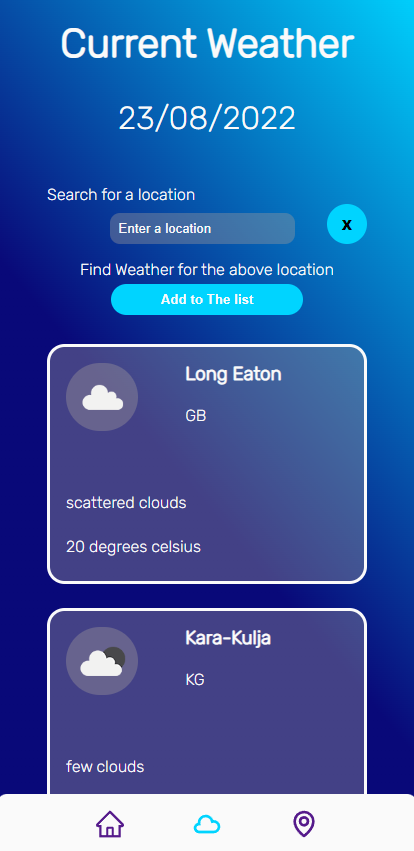 Current Weather
23/08/2022
Search for a location
Enter a location
x
Find Weather for the above location
Add to The list
Long Eaton
GB
scattered clouds
20 degrees celsius
Kara-Kulja
KG
few clouds